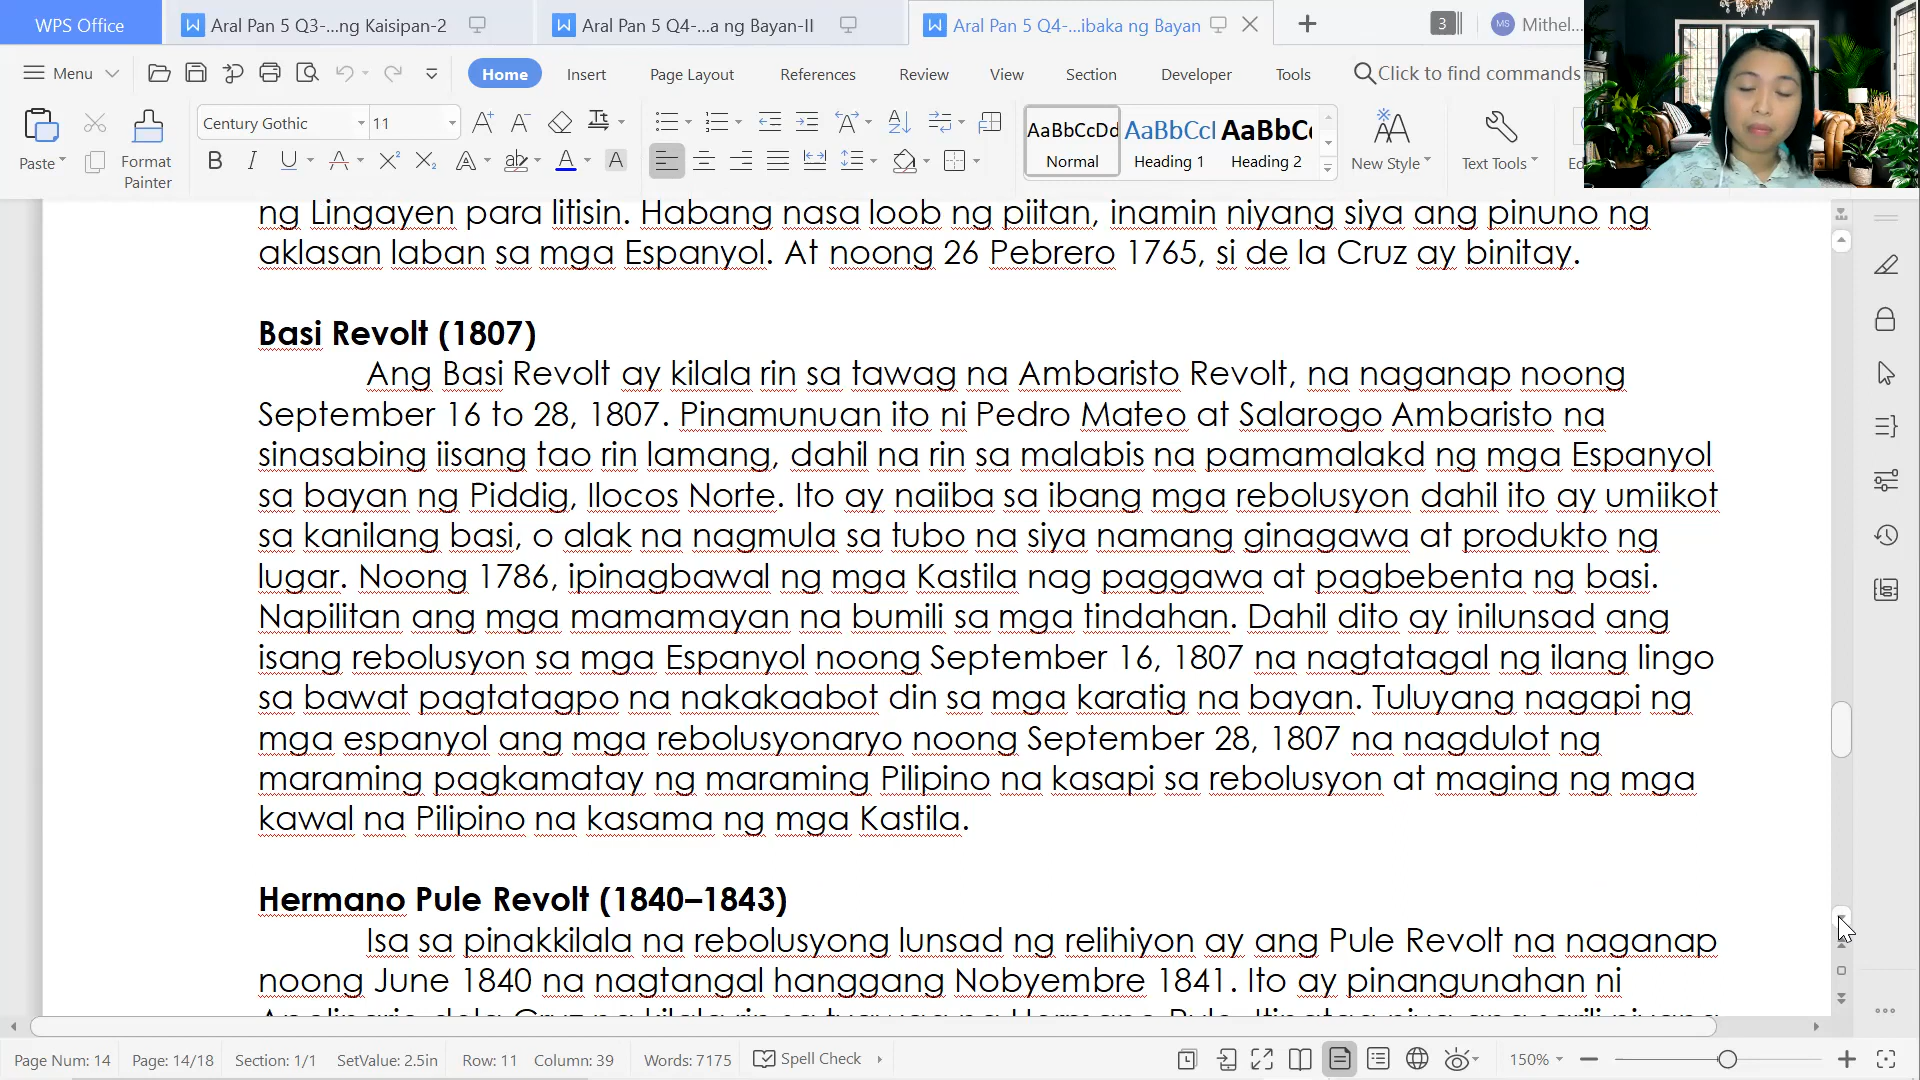 WPS Office
Aral Pan 5 Q3-...ng Kaisipan-2
Aral Pan 5 Q4-...a ng Bayan-II
Aral Pan 5 Q4-...ibaka ng Bayan
3
MS
Mithel...
Menu
Home
Insert
Page Layout
References
Review
View
Section
Developer
Tools
Click to find commands
Paste
Format
Painter
Century Gothic
11
AaBbCcDd
Normal
AaBbCcI
Heading 1
AaBbCc
Heading 2
New Style
Text Tools
ng Lingayen para litisin. Habang nasa loob ng piitan, inamin niyang siya ang pinuno ng
aklasan laban sa mga Espanyol. At noong 26 Pebrero 1765, si de la Cruz ay binitay.
Basi Revolt (1807)
Ang Basi Revolt ay kilala rin sa tawag na Ambaristo Revolt, na naganap noong
September 16 to 28, 1807. Pinamunuan ito ni Pedro Mateo at Salarogo Ambaristo na
sinasabing iisang tao rin lamang, dahil na rin sa malabis na pamamalakd ng mga Espanyol
sa bayan ng Piddig, Ilocos Norte. Ito ay naiiba sa ibang mga rebolusyon dahil ito ay umiikot
sa kanilang basi, o alak na nagmula sa tubo na siya namang ginagawa at produkto ng
lugar. Noong 1786, ipinagbawal ng mga Kastila nag paggawa at pagbebenta ng basi.
Napilitan ang mga mamamayan na bumili sa mga tindahan. Dahil dito ay inilunsad ang
isang rebolusyon sa mga Espanyol noong September 16, 1807 na nagtatagal ng ilang lingo
sa bawat pagtatagpo na nakakaabot din sa mga karatig na bayan. Tuluyang nagapi ng
mga espanyol ang mga rebolusyonaryo noong September 28, 1807 na nagdulot ng
maraming pagkamatay ng maraming Pilipino na kasapi sa rebolusyon at maging ng mga
kawal na Pilipino na kasama ng mga Kastila.
Hermano Pule Revolt (1840–1843)
Isa sa pinakkilala na rebolusyong lunsad ng relihiyon ay ang Pule Revolt na naganap
noong June 1840 na nagtangal hanggang Nobyembre 1841. Ito ay pinangunahan ni
Page Num: 14
Page: 14/18
Section: 1/1
SetValue: 2.5in
Row: 11
Column: 39
Words: 7175
Spell Check
150%